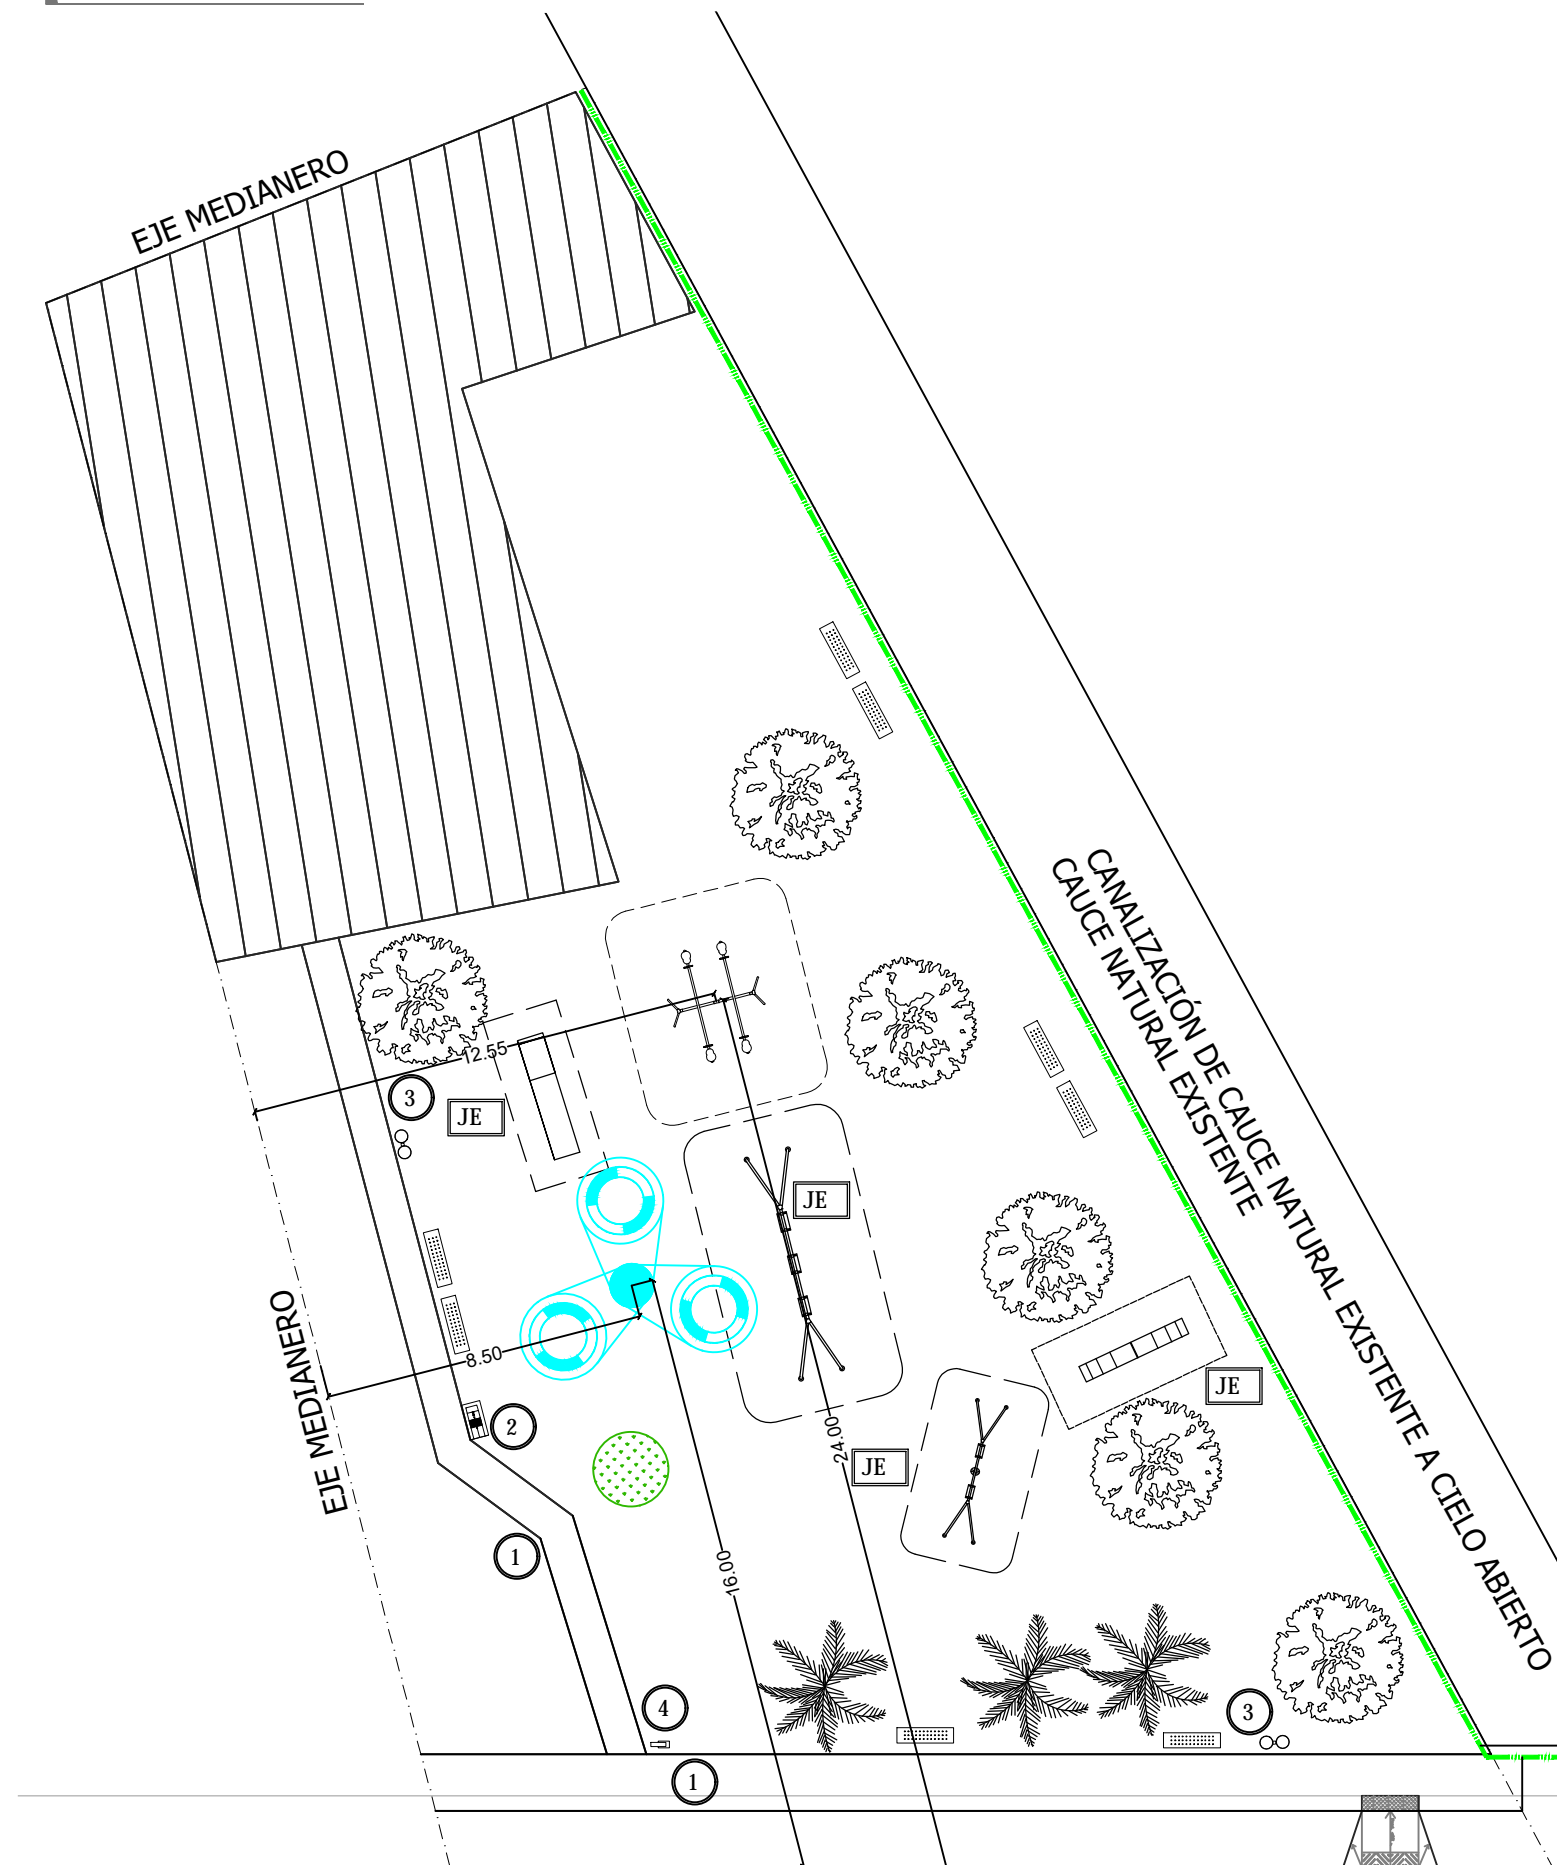 EJE MEDIANERO
CANALIZACIÓN DE CAUCE NATURAL EXISTENTE A CIELO ABIERTO
CAUCE NATURAL EXISTENTE
12.55
3
JE
JE
EJE MEDIANERO
8.50
2
JE
24.00
JE
1
16.00
4
3
1